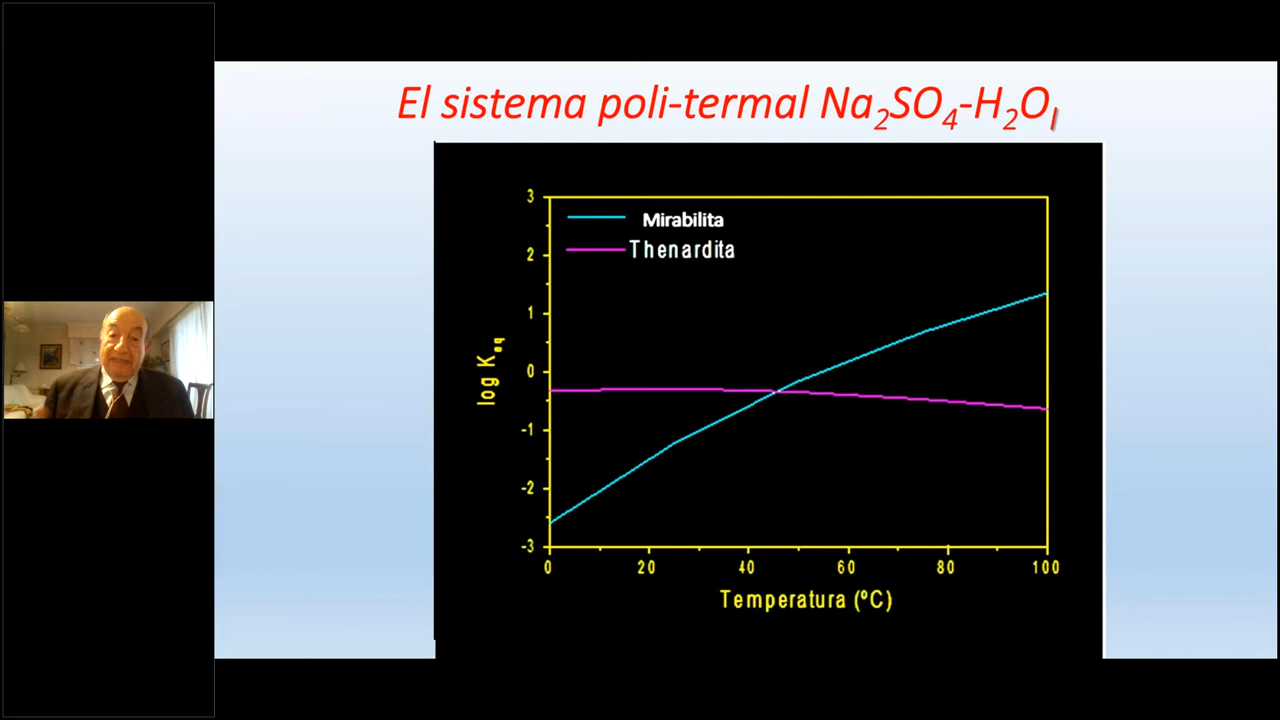 El sistema poli-termal Na₂SO₄-H₂Oₗ
3
2
1
0
-1
-2
-3
Mirabilita
Thenardita
log Keq
0 20 40 60 80 100
Temperatura (ºC)